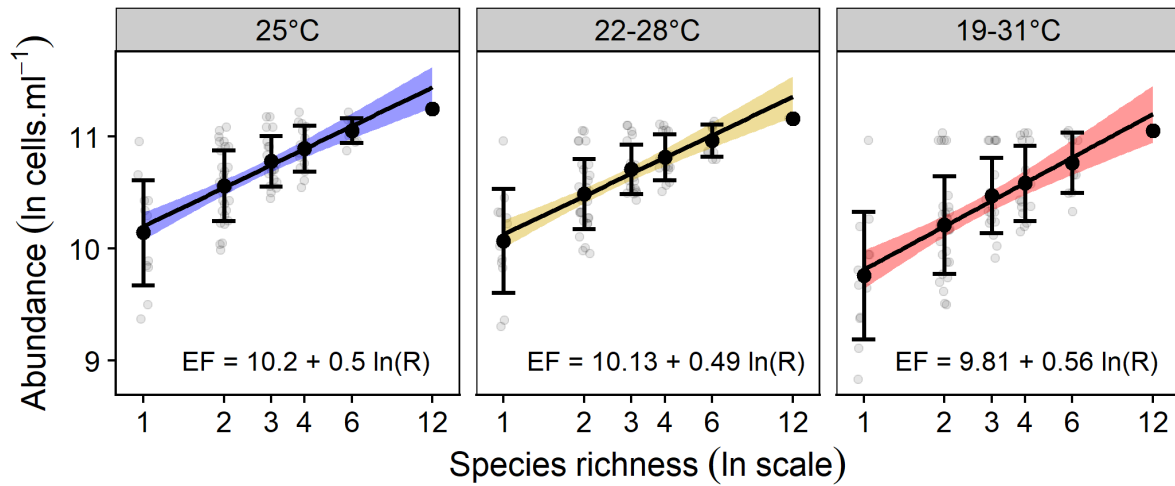 25°C 22-28°C 19-31°C
Abundance (ln cells.ml⁻¹)
11
10
9
EF = 10.2 + 0.5 ln(R) EF = 10.13 + 0.49 ln(R) EF = 9.81 + 0.56 ln(R)
1 2 3 4 6 12 1 2 3 4 6 12 1 2 3 4 6 12
Species richness (ln scale)